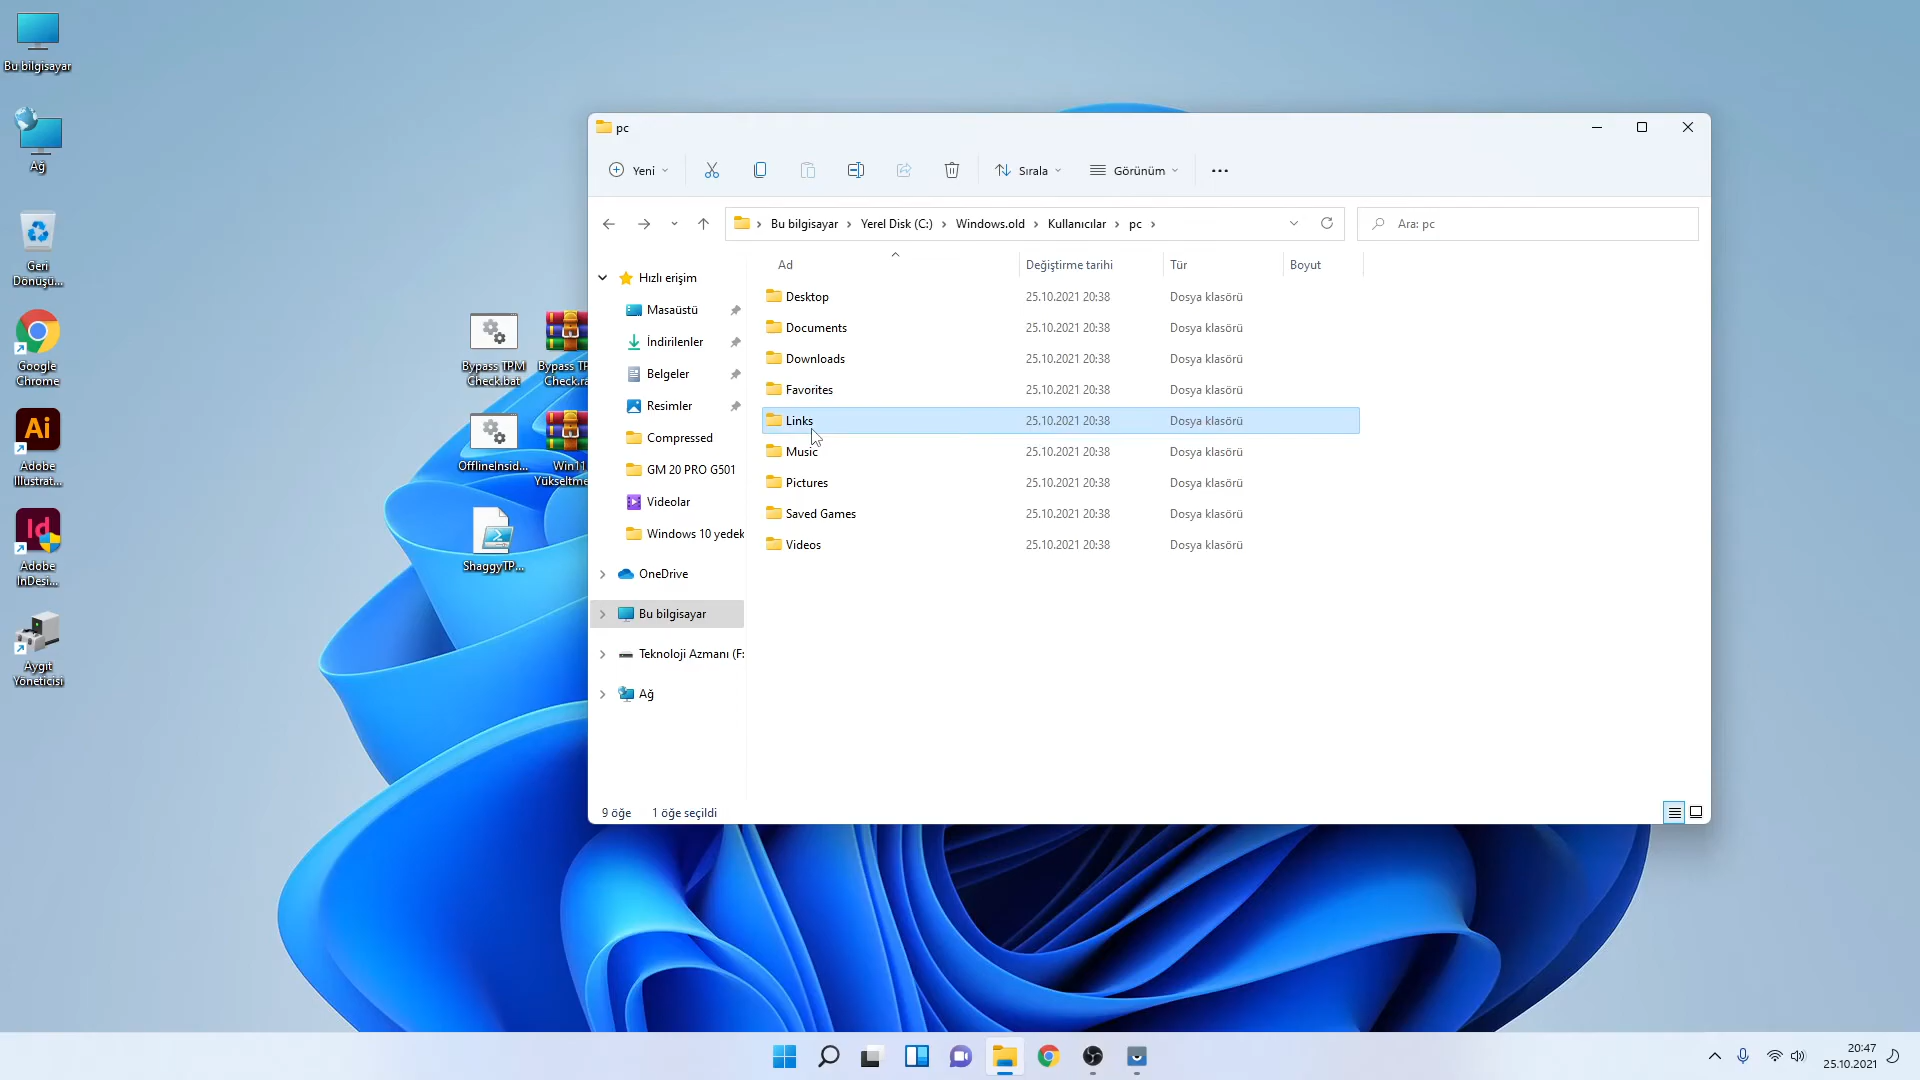 Bu bilgisayar
Ağ
Geri
Dönüşü...
Google
Chrome
Ai
Adobe
Illustrat...
Id
Adobe
InDesi...
Aygıt
Yöneticisi
Bypass TPM
Check.bat
Bypass TP
Check.ra
OfflineInsid...
Win11
Yükseltme
ShaggyTP...
pc
Yeni
Sırala
Görünüm
Bu bilgisayar > Yerel Disk (C:) > Windows.old > Kullanıcılar > pc >
Ara: pc
Hızlı erişim
Masaüstü
İndirilenler
Belgeler
Resimler
Compressed
GM 20 PRO G501
Videolar
Windows 10 yedek
OneDrive
Bu bilgisayar
Teknoloji Azmanı (F:
Ağ
Ad Değiştirme tarihi Tür Boyut
Desktop 25.10.2021 20:38 Dosya klasörü
Documents 25.10.2021 20:38 Dosya klasörü
Downloads 25.10.2021 20:38 Dosya klasörü
Favorites 25.10.2021 20:38 Dosya klasörü
Links 25.10.2021 20:38 Dosya klasörü
Music 25.10.2021 20:38 Dosya klasörü
Pictures 25.10.2021 20:38 Dosya klasörü
Saved Games 25.10.2021 20:38 Dosya klasörü
Videos 25.10.2021 20:38 Dosya klasörü
9 öğe 1 öğe seçildi
20:47
25.10.2021